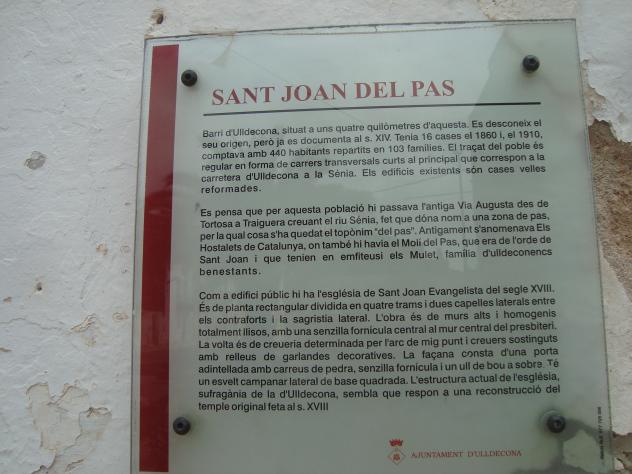 SANT JOAN DEL PAS
Barri d'Ulldecona, situat a uns quatre quilòmetres d'aquesta. Es desconeix el
seu origen, però ja es documenta al s. XIV. Tenia 16 cases el 1860 i, el 1910,
comptava amb 440 habitants repartits en 103 famílies. El traçat del poble és
regular en forma de carrers transversals curts al principal que correspon a la
carretera d'Ulldecona a la Sénia. Els edificis existents són cases velles
reformades.
Es pensa que per aquesta població hi passava l'antiga Via Augusta des de
Tortosa a Traiguera creuant el riu Sénia, fet que dóna nom a una zona de pas,
per la qual cosa s'ha quedat el topònim "del pas". Antigament s'anomenava Els
Hostalets de Catalunya, on també hi havia el Molí del Pas, que era de l'orde de
Sant Joan i que tenien en emfiteusi els Mulet, família d'ulldeconencs
benestants.
Com a edifici públic hi ha l'església de Sant Joan Evangelista del segle XVIII.
És de planta rectangular dividida en quatre trams i dues capelles laterals entre
els contraforts i la sagristia lateral. L'obra és de murs alts i homogenis
totalment llisos, amb una senzilla fornícula central al mur central del presbiteri.
La volta és de creueria determinada per l'arc de mig punt i creuers sostinguts
amb relleus de garlandes decoratives. La façana consta d'una porta
adintellada amb carreus de pedra, senzilla fornícula i un ull de bou a sobre. Té
un esvelt campanar lateral de base quadrada. L'estructura actual de l'església,
sufragània de la d'Ulldecona, sembla que respon a una reconstrucció del
temple original feta al s. XVIII
AJUNTAMENT D'ULLDECONA